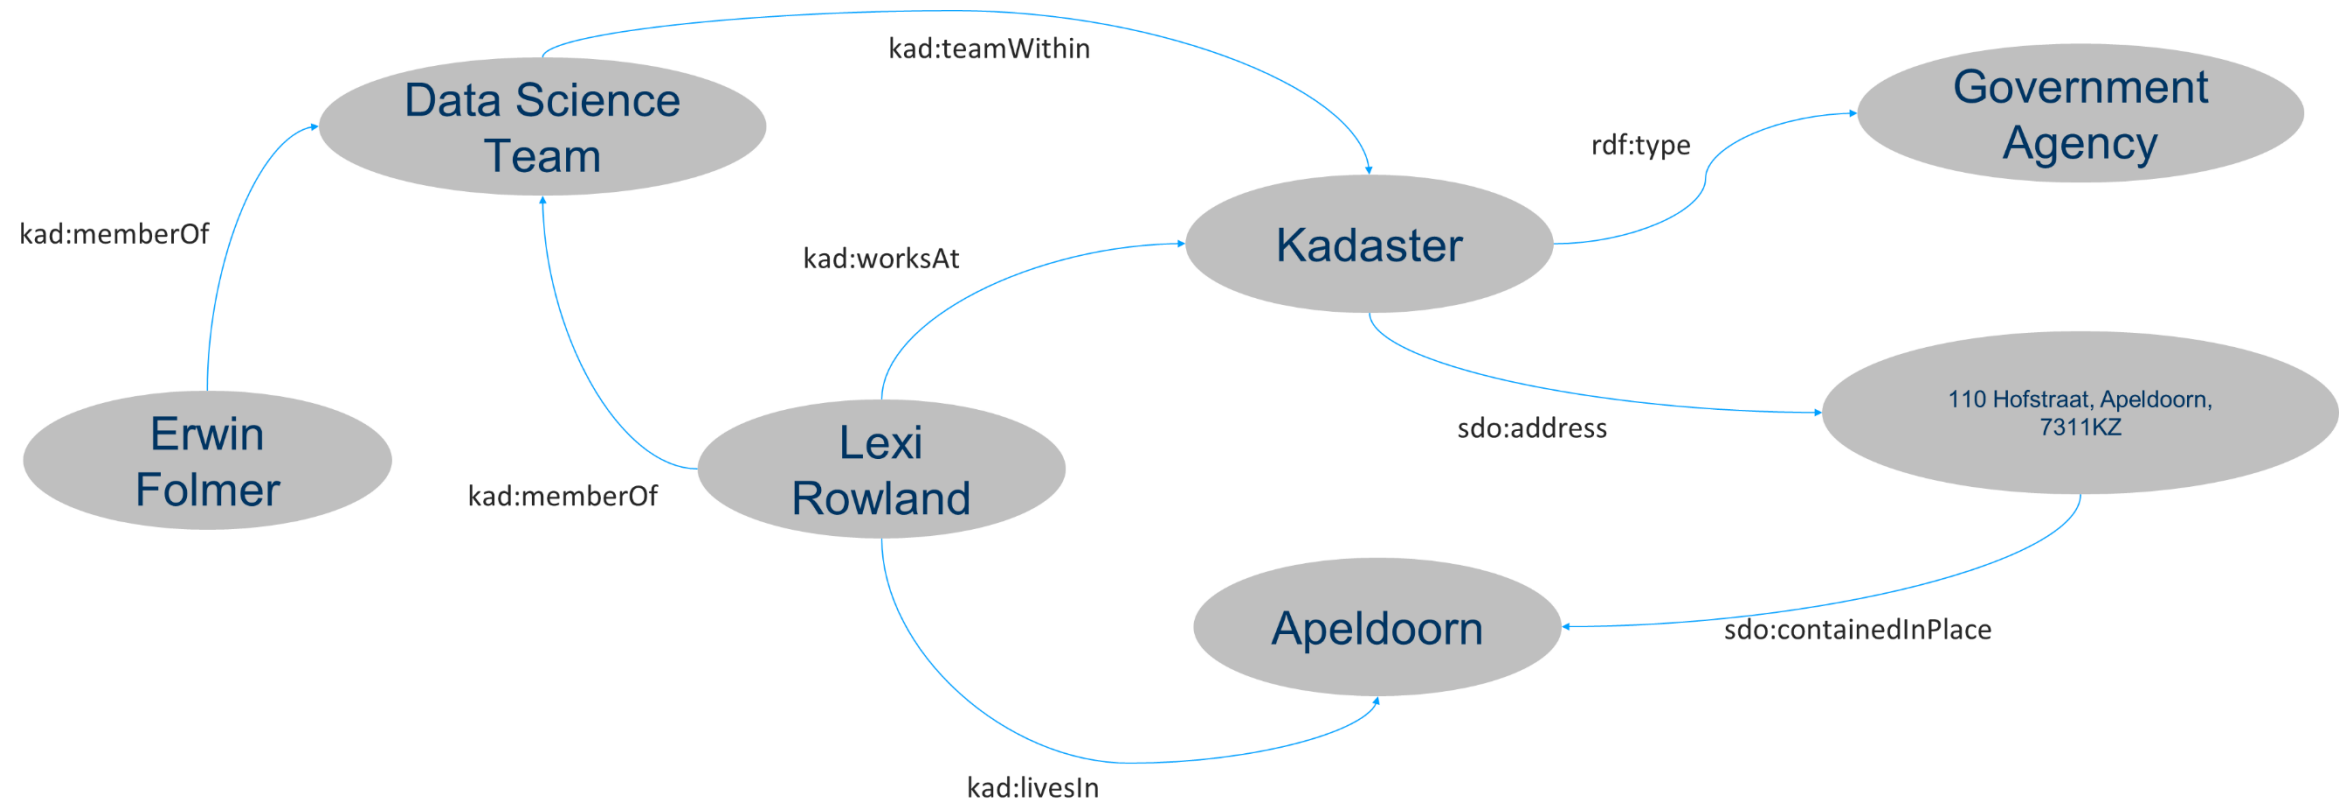 kad:teamWithin
Data Science
Team
Government
Agency
rdf:type
kad:memberOf
kad:worksAt
Kadaster
110 Hofstraat, Apeldoorn,
7311KZ
sdo:address
Erwin
Folmer
Lexi
Rowland
kad:memberOf
Apeldoorn
sdo:containedInPlace
kad:livesIn